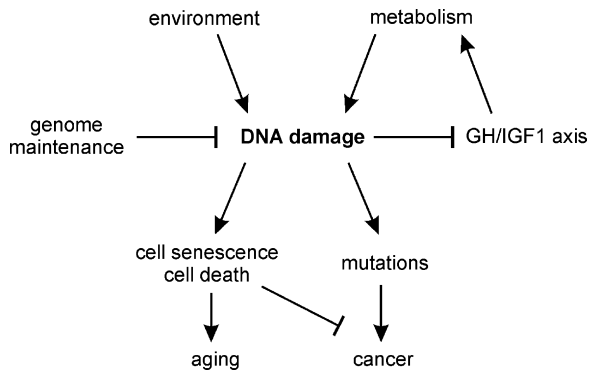 environment
metabolism
genome
maintenance
DNA damage
GH/IGF1 axis
cell senescence
cell death
mutations
aging
cancer